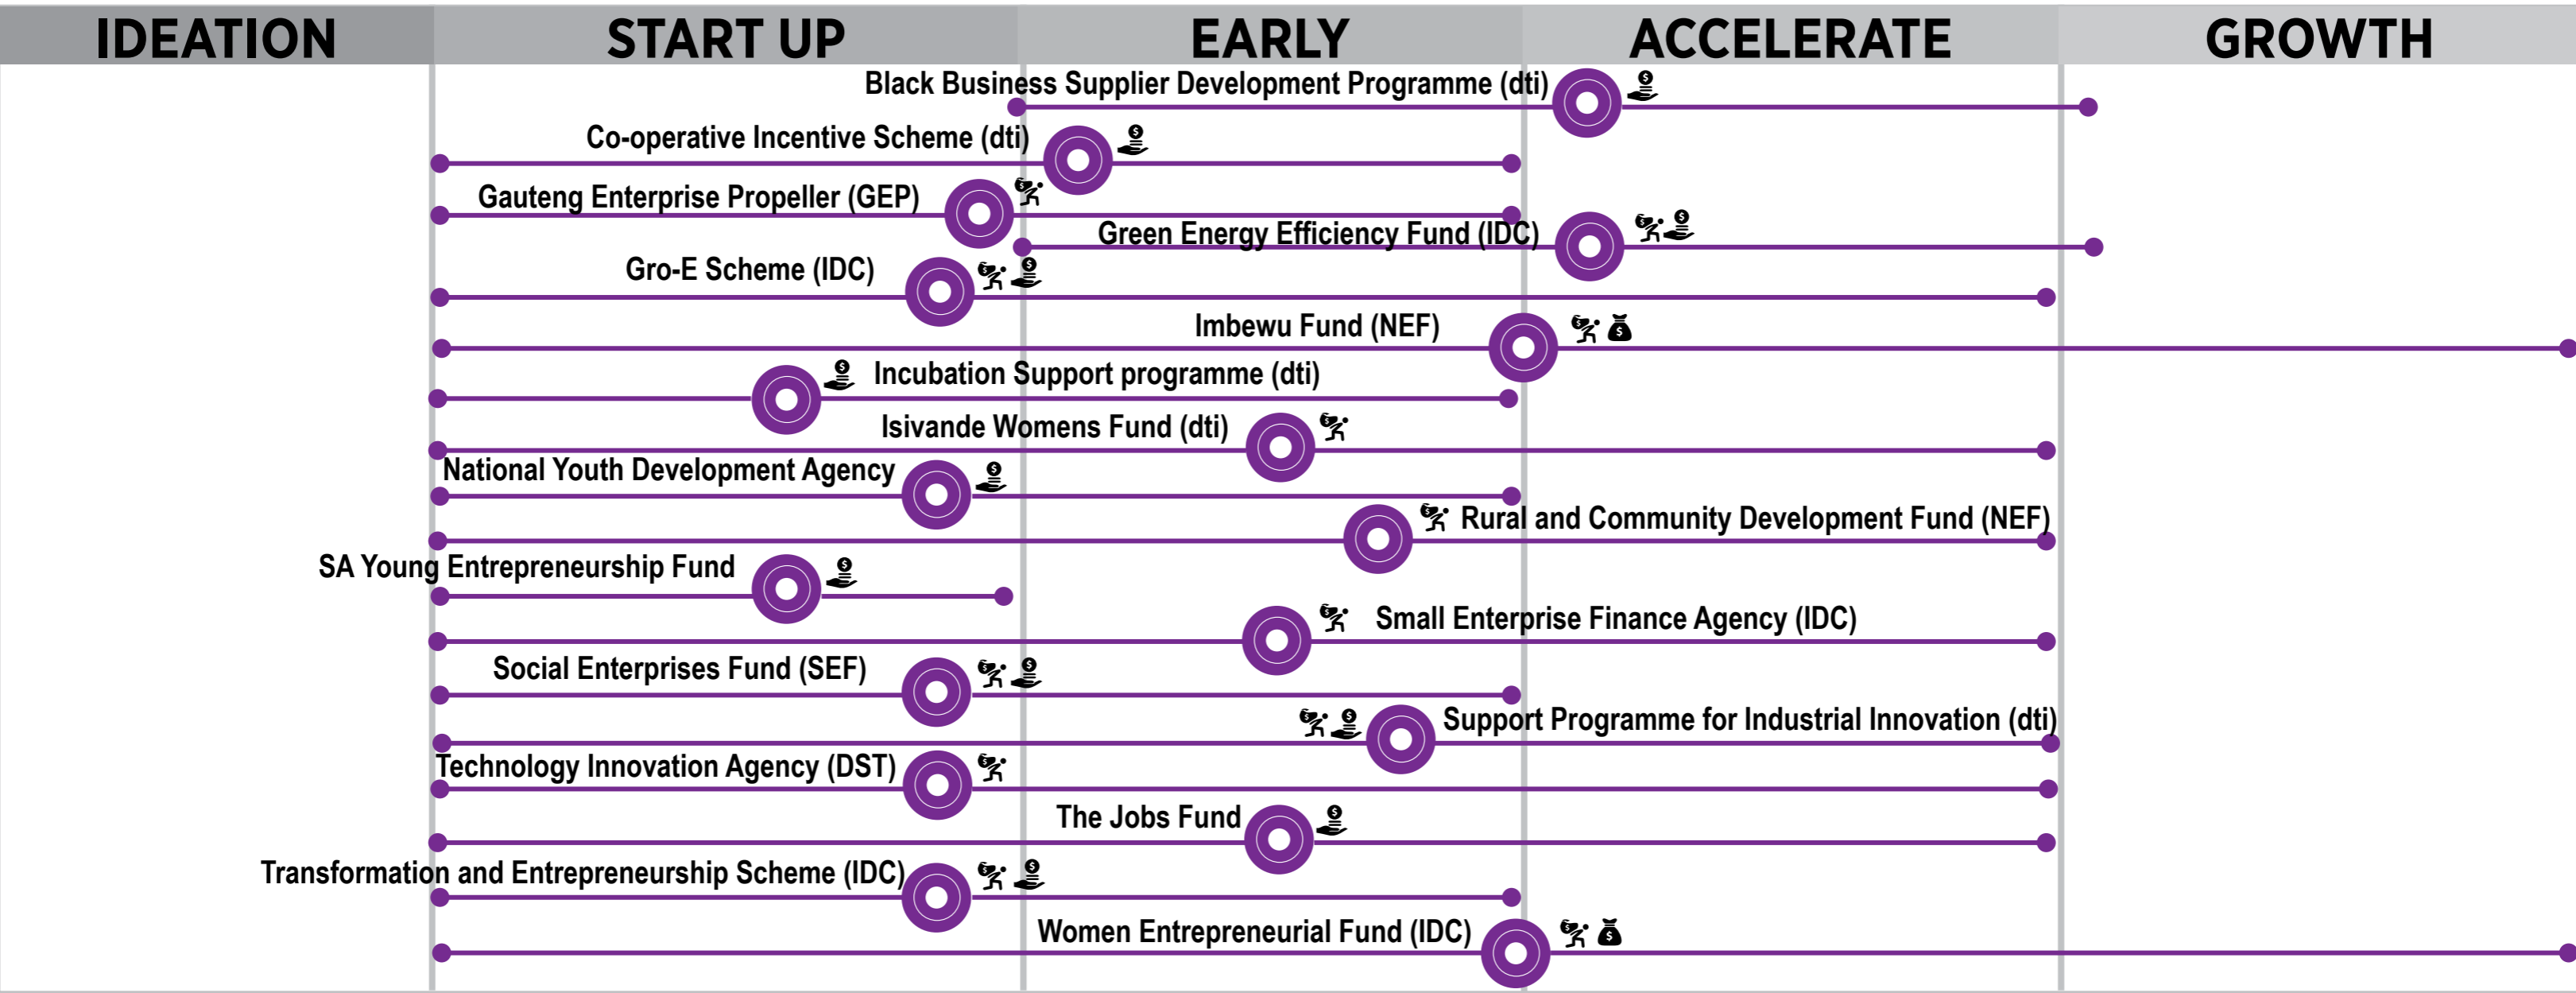 IDEATION START UP EARLY ACCELERATE GROWTH
Black Business Supplier Development Programme (dti)
Co-operative Incentive Scheme (dti)
Gauteng Enterprise Propeller (GEP)
Green Energy Efficiency Fund (IDC)
Gro-E Scheme (IDC)
Imbewu Fund (NEF)
Incubation Support programme (dti)
Isivande Womens Fund (dti)
National Youth Development Agency
Rural and Community Development Fund (NEF)
SA Young Entrepreneurship Fund
Small Enterprise Finance Agency (IDC)
Social Enterprises Fund (SEF)
Support Programme for Industrial Innovation (dti)
Technology Innovation Agency (DST)
The Jobs Fund
Transformation and Entrepreneurship Scheme (IDC)
Women Entrepreneurial Fund (IDC)